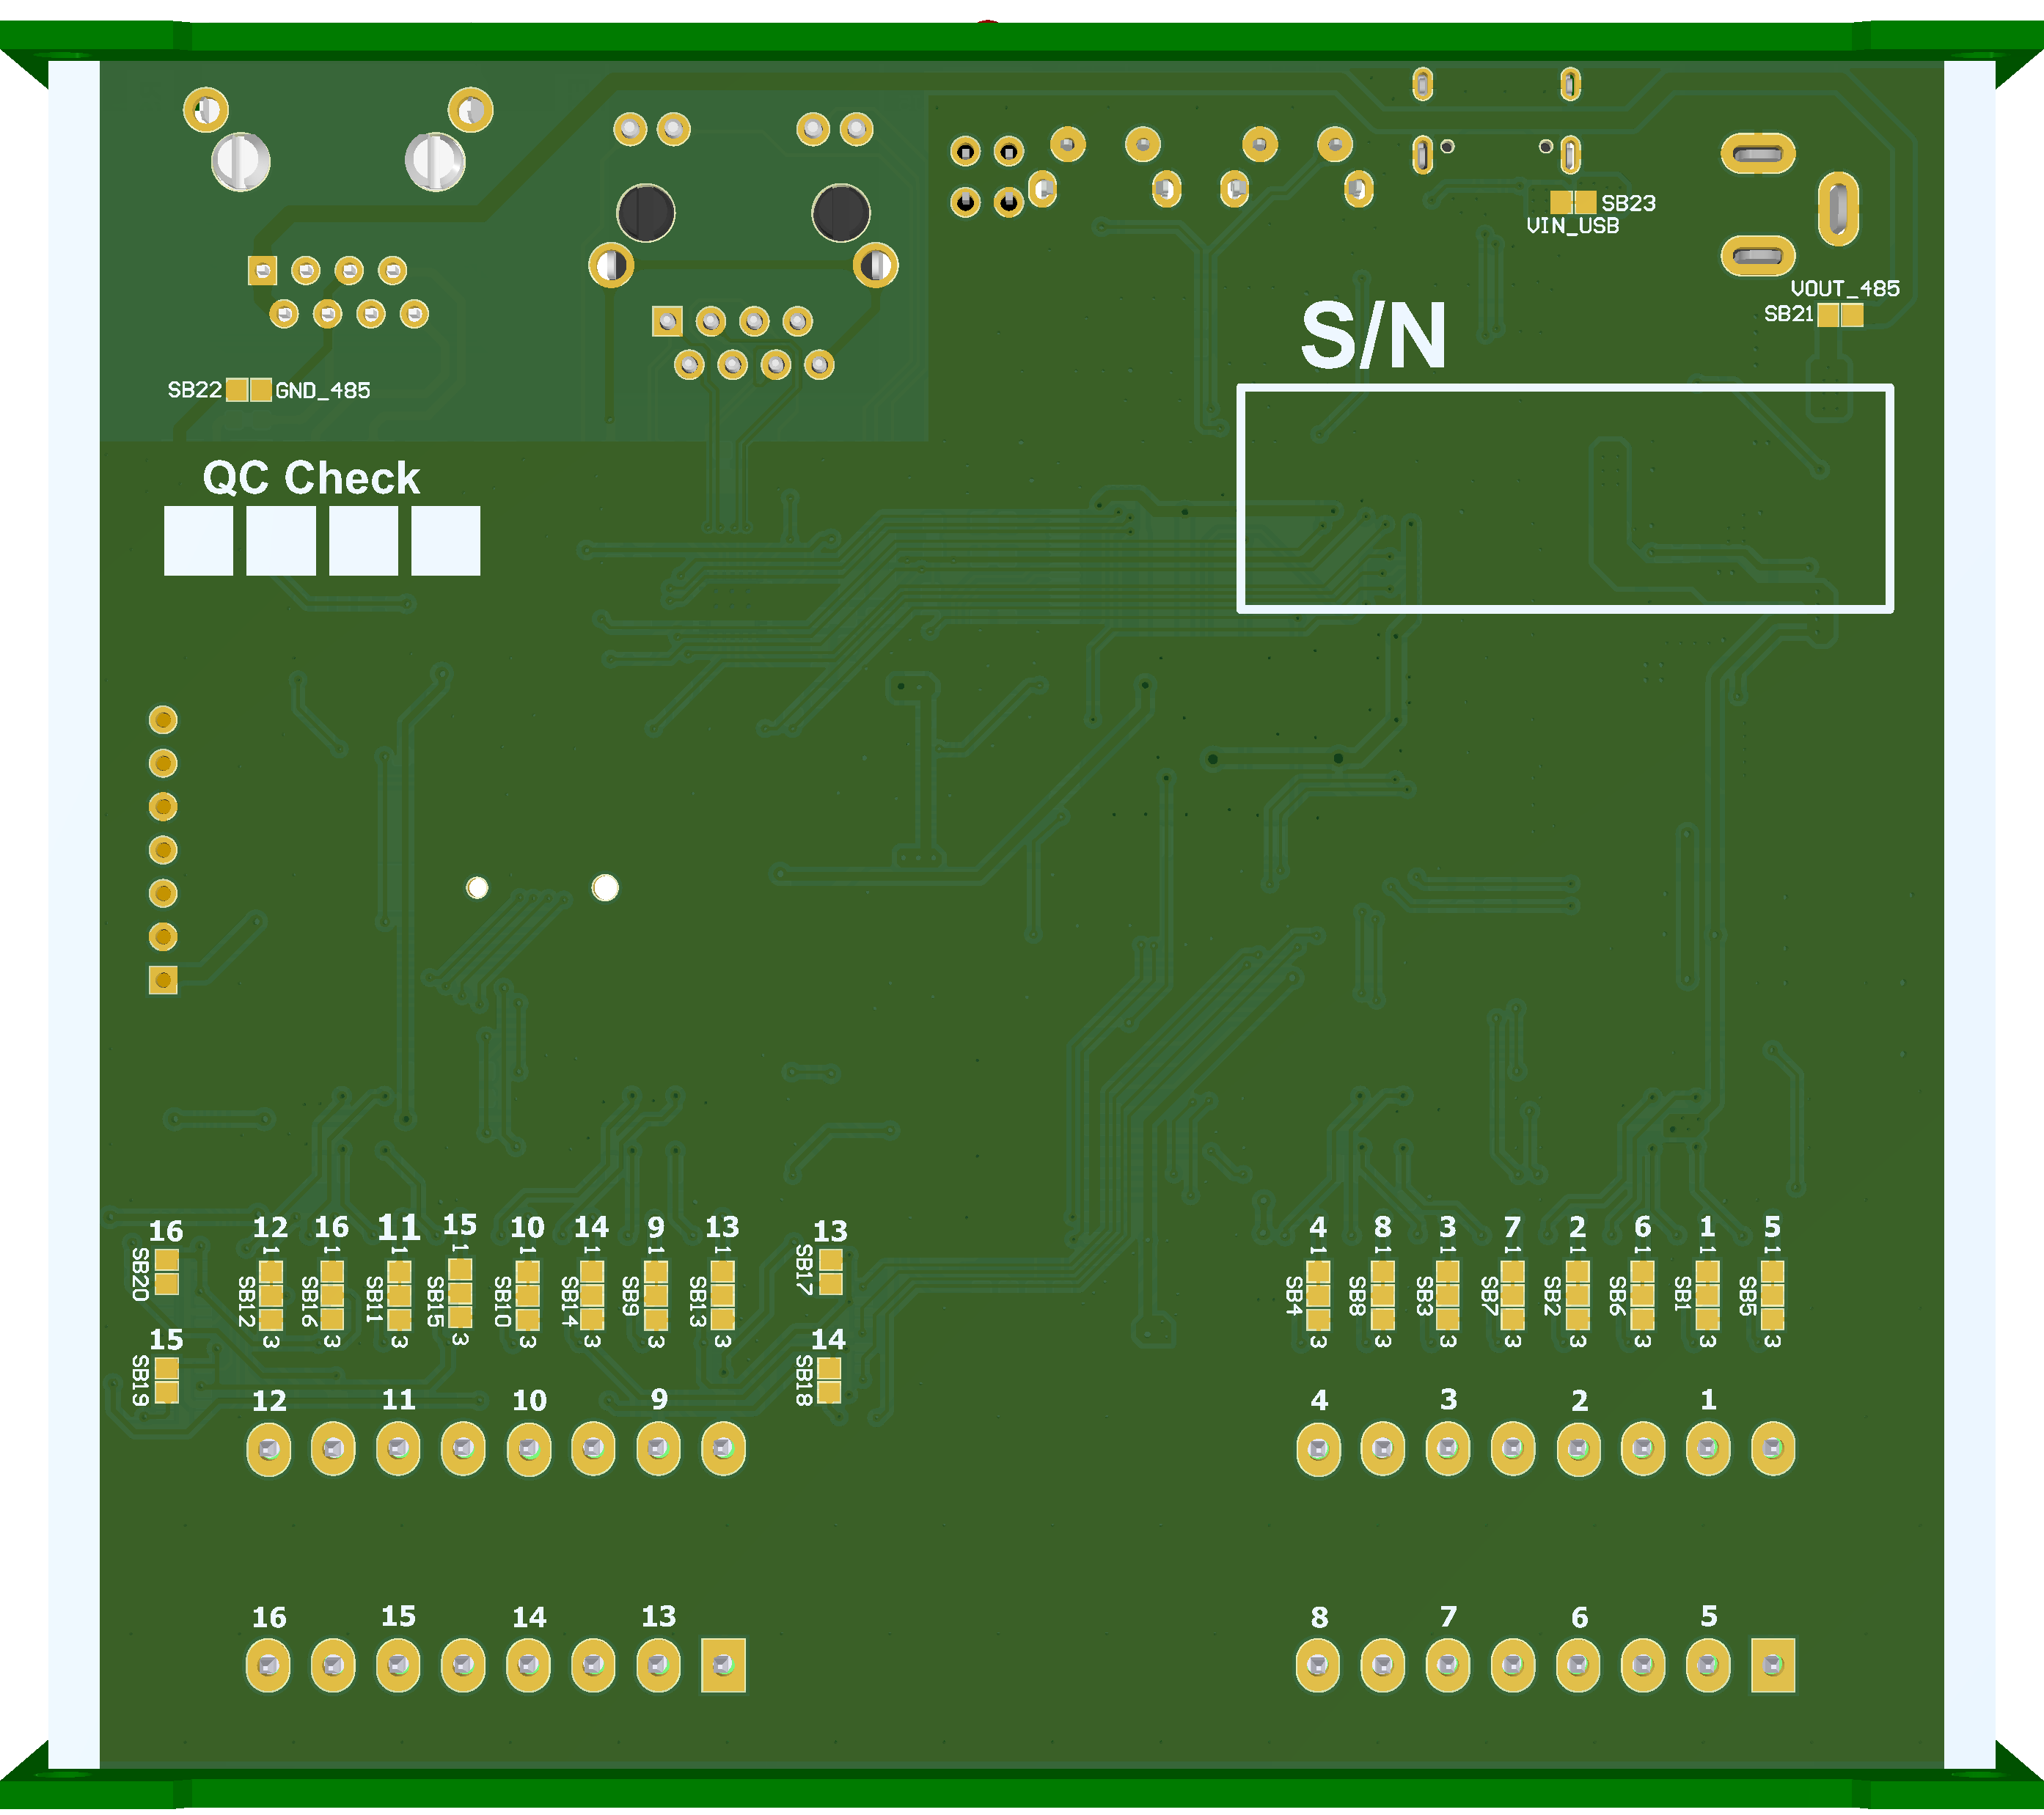 SB23
VIN_USB
VOUT_485
SB21
S/N
SB22 GND_485
QC Check
16 12 16 11 15 10 14 9 13 13 4 8 3 7 2 6 1 5
1 1 1 1 1 1 1 1 1 1 1 1 1 1 1 1
SB20 SB12 SB16 SB11 SB15 SB10 SB14 SB9 SB13 SB17 SB4 SB8 SB3 SB7 SB2 SB6 SB1 SB5
3 3 3 3 3 3 3 3 3 3 3 3 3 3 3 3
15 14
SB19 SB18
12 11 10 9 4 3 2 1
16 15 14 13 8 7 6 5